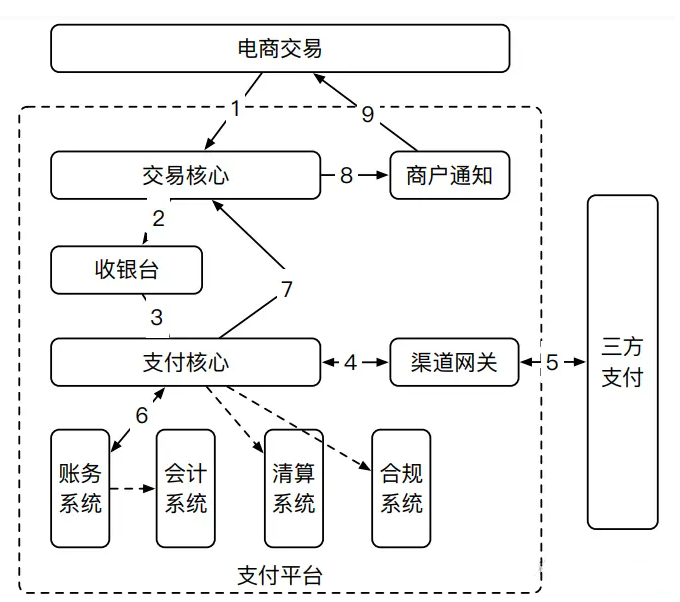 电商交易
1
9
交易核心
8
商户通知
2
收银台
7
3
支付核心
4
渠道网关
5
三方
支付
6
账务
系统
会计
系统
清算
系统
合规
系统
支付平台